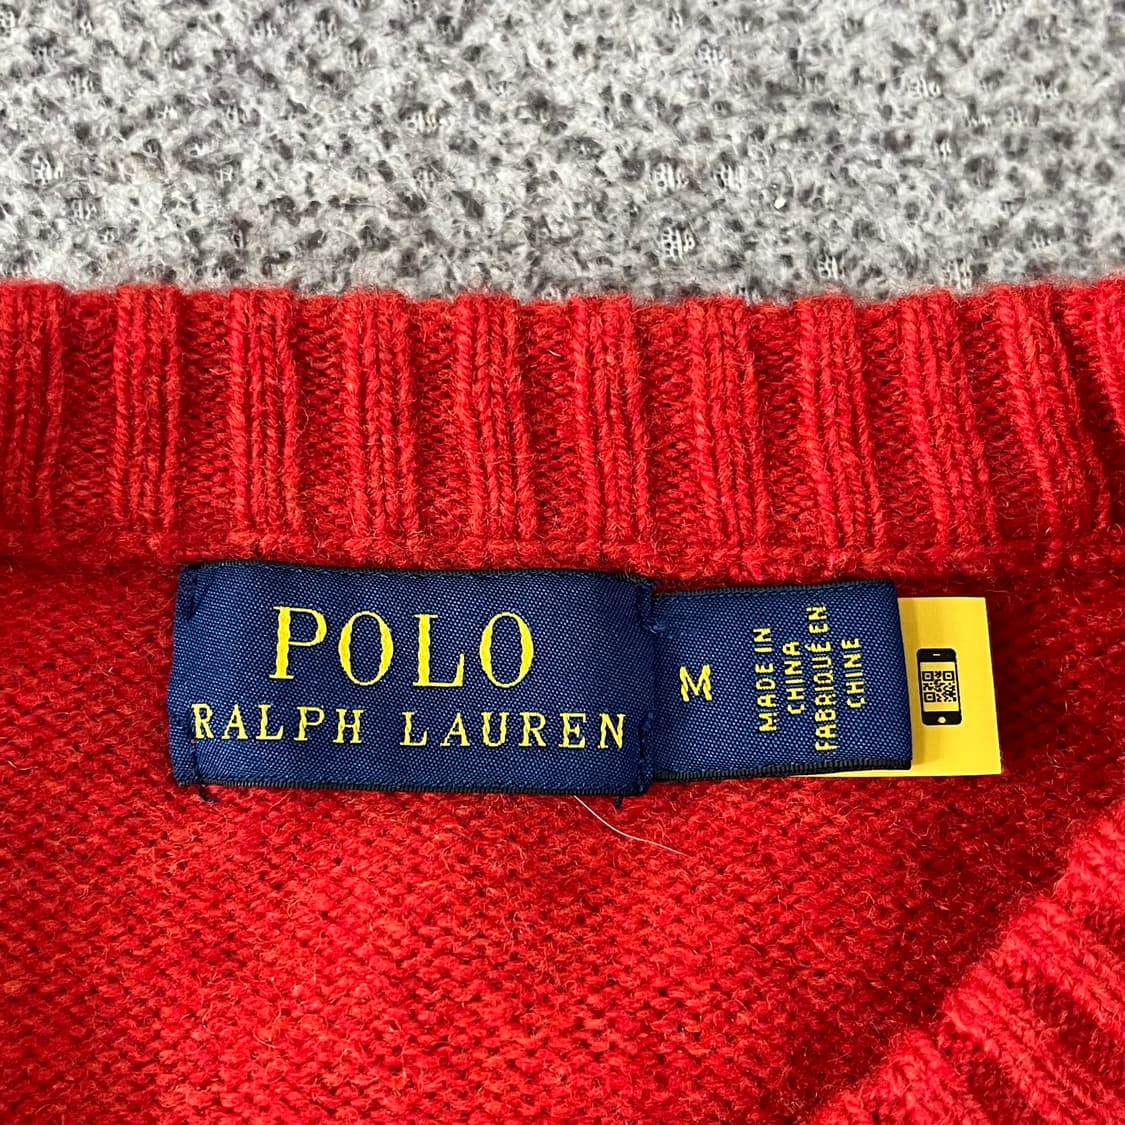 POLO
RALPH LAUREN
M
MADE IN
CHINA
FABRIQUÉ EN
CHINE